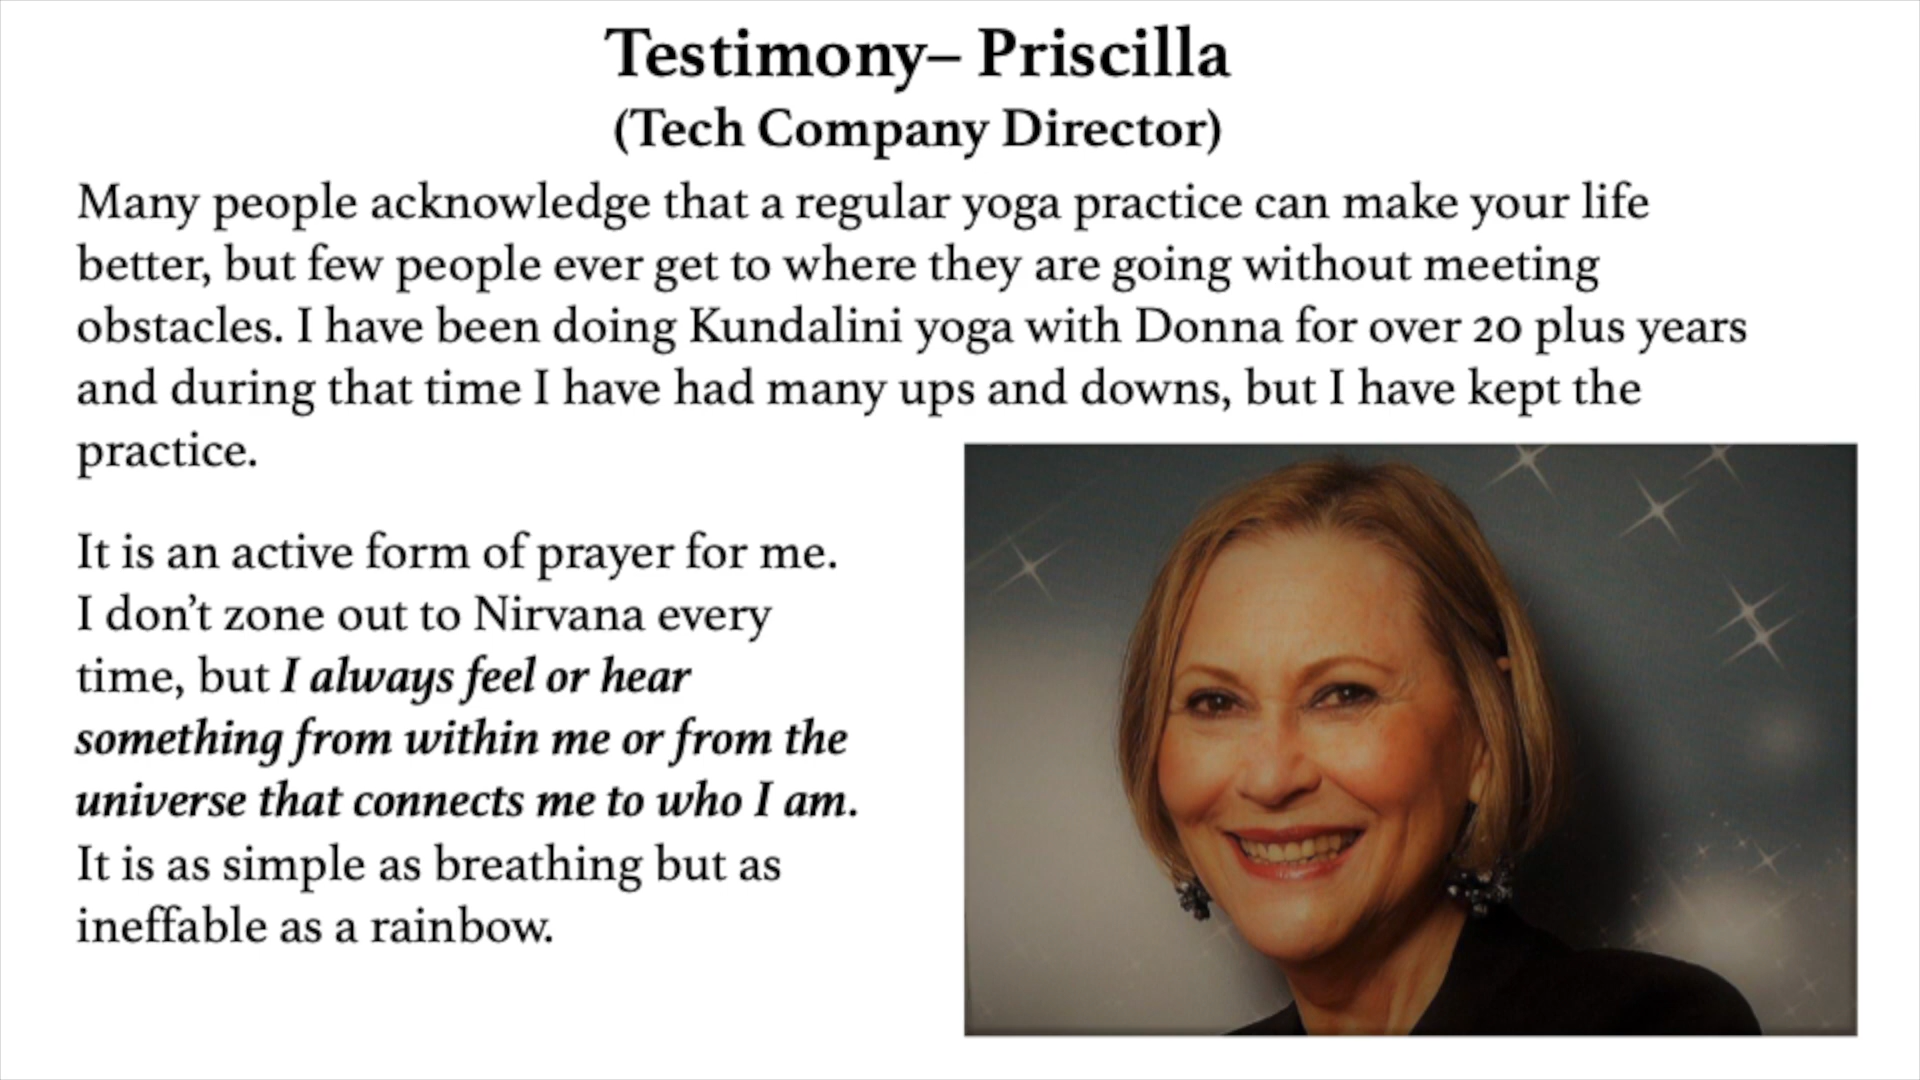 Testimony– Priscilla
(Tech Company Director)
Many people acknowledge that a regular yoga practice can make your life
better, but few people ever get to where they are going without meeting
obstacles. I have been doing Kundalini yoga with Donna for over 20 plus years
and during that time I have had many ups and downs, but I have kept the
practice.
It is an active form of prayer for me.
I don’t zone out to Nirvana every
time, but I always feel or hear
something from within me or from the
universe that connects me to who I am.
It is as simple as breathing but as
ineffable as a rainbow.